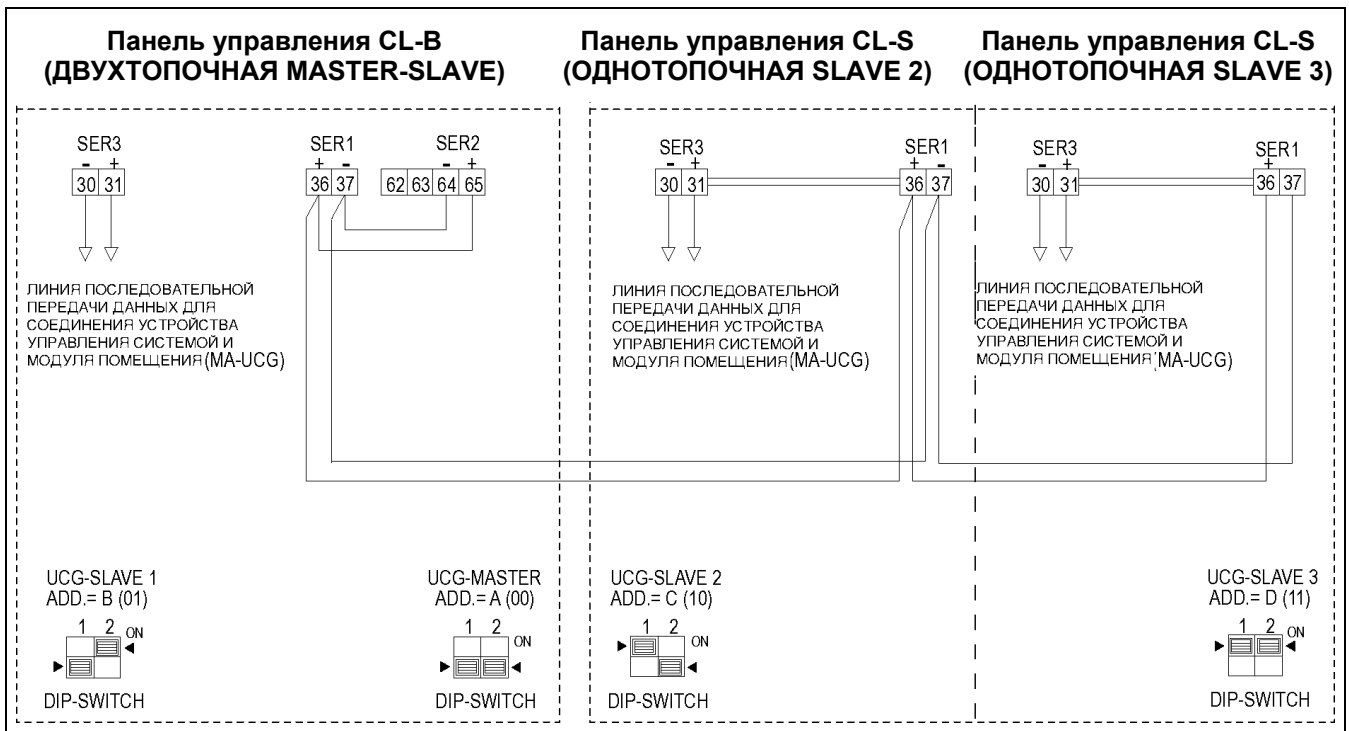 Панель управления CL-B
(ДВУХТОПОЧНАЯ MASTER-SLAVE)
Панель управления CL-S
(ОДНОТОПОЧНАЯ SLAVE 2)
Панель управления CL-S
(ОДНОТОПОЧНАЯ SLAVE 3)
SER3
- +
30 31
SER1
+ -
36 37
SER2
- +
62 63 64 65
SER3
- +
30 31
SER1
+ -
36 37
SER3
- +
30 31
SER1
+
36 37
ЛИНИЯ ПОСЛЕДОВАТЕЛЬНОЙ
ПЕРЕДАЧИ ДАННЫХ ДЛЯ
СОЕДИНЕНИЯ УСТРОЙСТВА
УПРАВЛЕНИЯ СИСТЕМОЙ И
МОДУЛЯ ПОМЕЩЕНИЯ (MA-UCG)
ЛИНИЯ ПОСЛЕДОВАТЕЛЬНОЙ
ПЕРЕДАЧИ ДАННЫХ ДЛЯ
СОЕДИНЕНИЯ УСТРОЙСТВА
УПРАВЛЕНИЯ СИСТЕМОЙ И
МОДУЛЯ ПОМЕЩЕНИЯ (MA-UCG)
ЛИНИЯ ПОСЛЕДОВАТЕЛЬНОЙ
ПЕРЕДАЧИ ДАННЫХ ДЛЯ
СОЕДИНЕНИЯ УСТРОЙСТВА
УПРАВЛЕНИЯ СИСТЕМОЙ И
МОДУЛЯ ПОМЕЩЕНИЯ (MA-UCG)
UCG-SLAVE 1
ADD.= B (01)
1 2
ON
DIP-SWITCH
UCG-MASTER
ADD.= A (00)
1 2
ON
DIP-SWITCH
UCG-SLAVE 2
ADD.= C (10)
1 2
ON
DIP-SWITCH
UCG-SLAVE 3
ADD.= D (11)
1 2
ON
DIP-SWITCH